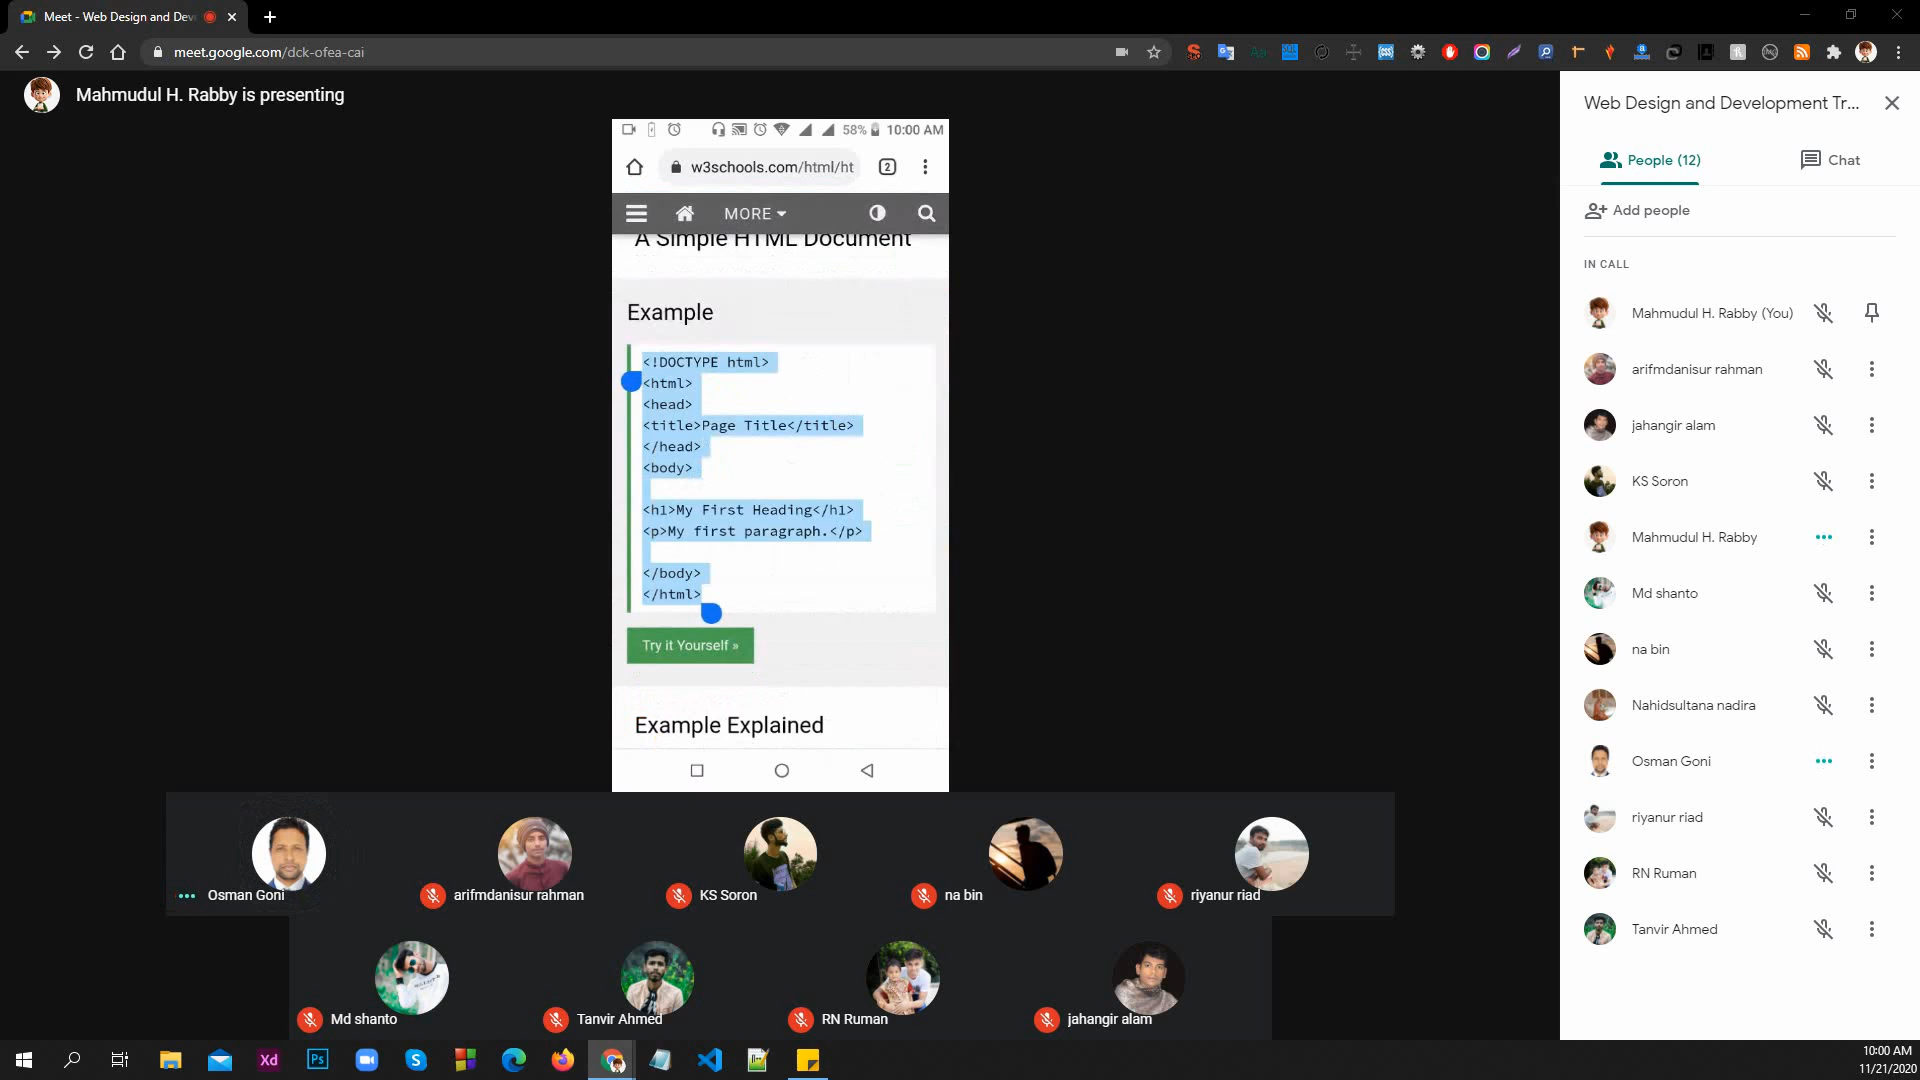 Meet - Web Design and Dev
meet.google.com/dck-ofea-cai
Mahmudul H. Rabby is presenting
58% 10:00 AM
w3schools.com/html/ht
2
MORE
A Simple HTML Document
Example
<!DOCTYPE html>
<html>
<head>
<title>Page Title</title>
</head>
<body>
<h1>My First Heading</h1>
<p>My first paragraph.</p>
</body>
</html>
Try it Yourself »
Example Explained
Osman Goni
arifmdanisur rahman
KS Soron
na bin
riyanur riad
Md shanto
Tanvir Ahmed
RN Ruman
jahangir alam
Web Design and Development Tr...
People (12)
Chat
Add people
IN CALL
Mahmudul H. Rabby (You)
arifmdanisur rahman
jahangir alam
KS Soron
Mahmudul H. Rabby
Md shanto
na bin
Nahidsultana nadira
Osman Goni
riyanur riad
RN Ruman
Tanvir Ahmed
Xd
Ps
10:00 AM
11/21/2020